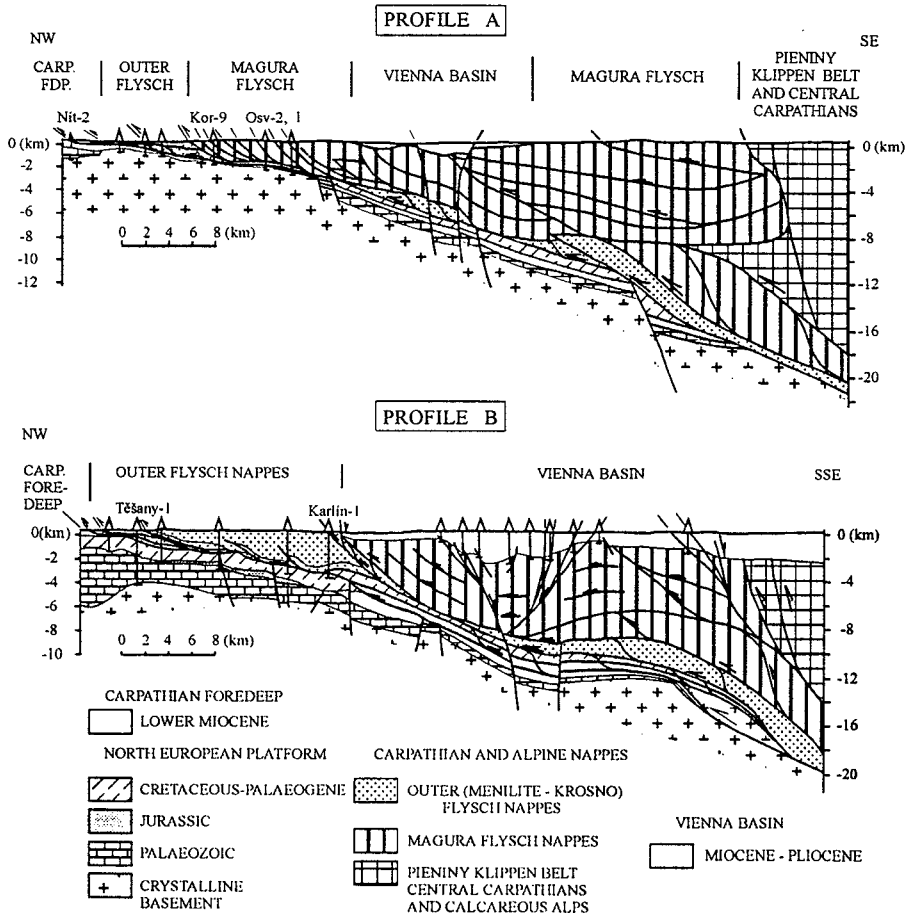 PROFILE A
NW
SE
CARP.
FDP.
OUTER
FLYSCH
MAGURA
FLYSCH
VIENNA BASIN
MAGURA FLYSCH
PIENINY
KLIPPEN BELT
AND CENTRAL
CARPATHIANS
Nit-2
Kor-9
Osv-2, 1
0 (km)
-2
-4
-6
-8
-10
-12
0 4 8 (km)
0 (km)
-4
-8
-12
-16
-20
PROFILE B
NW
SSE
CARP.
FORE-
DEEP
OUTER FLYSCH NAPPES
VIENNA BASIN
Těšany-1
Karlín-1
0(km)
-2
-4
-6
-8
-10
0 4 8 (km)
0 (km)
-4
-8
-12
-16
-20
CARPATHIAN FOREDEEP
LOWER MIOCENE
NORTH EUROPEAN PLATFORM
CRETACEOUS-PALAEOGENE
JURASSIC
PALAEOZOIC
CRYSTALLINE
BASEMENT
CARPATHIAN AND ALPINE NAPPES
OUTER (MENILITE - KROSNO)
FLYSCH NAPPES
MAGURA FLYSCH NAPPES
PIENINY KLIPPEN BELT
CENTRAL CARPATHIANS
AND CALCAREOUS ALPS
VIENNA BASIN
MIOCENE - PLIOCENE